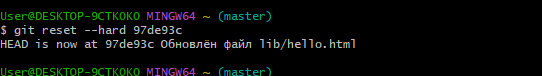 User@DESKTOP-9CTKOKO MINGW64 ~ (master)
$ git reset --hard 97de93c
HEAD is now at 97de93c Обновлён файл lib/hello.html
User@DESKTOP-9CTKOKO MINGW64 ~ (master)